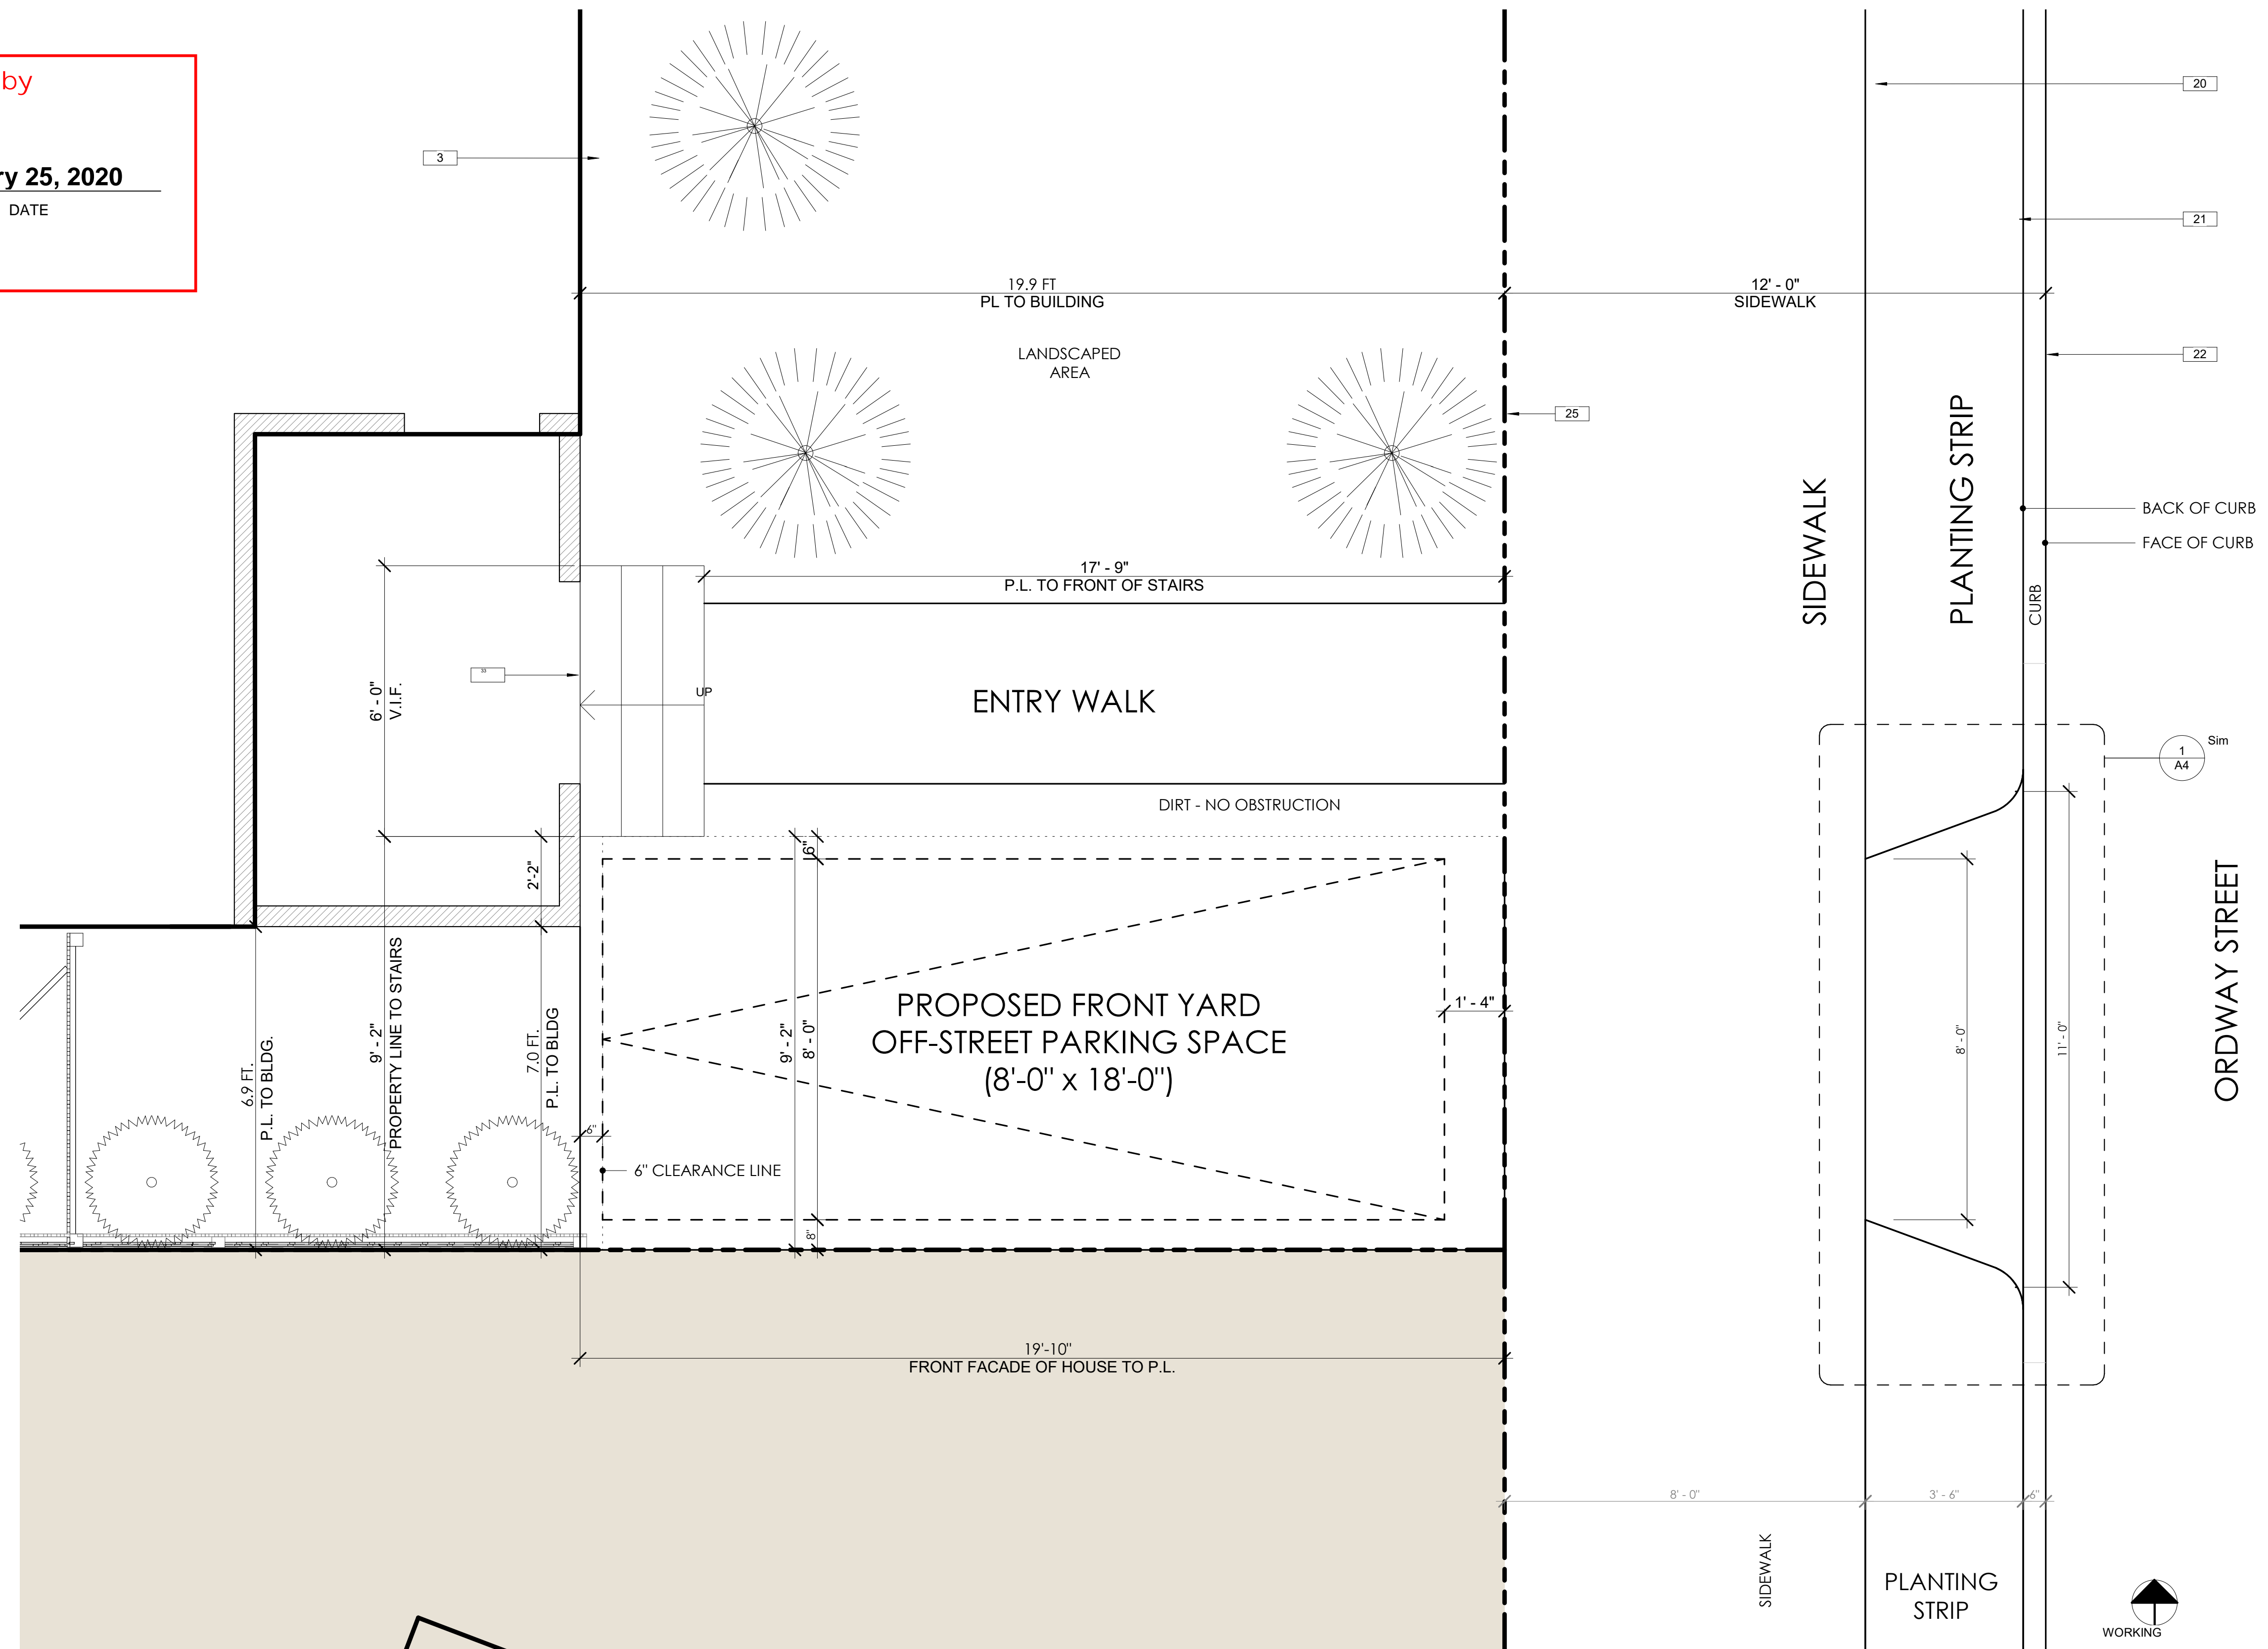 by
ry 25, 2020
DATE
3
20
21
22
19.9 FT
PL TO BUILDING
12' - 0"
SIDEWALK
LANDSCAPED
AREA
25
SIDEWALK
PLANTING STRIP
BACK OF CURB
FACE OF CURB
CURB
17' - 9"
P.L. TO FRONT OF STAIRS
6' - 0"
V.I.F.
33
UP
ENTRY WALK
1
A4
Sim
DIRT - NO OBSTRUCTION
2'-2"
6"
9' - 2"
8' - 0"
PROPOSED FRONT YARD
OFF-STREET PARKING SPACE
(8'-0" x 18'-0")
1' - 4"
8' - 0"
11' - 0"
ORDWAY STREET
6.9 FT.
P.L. TO BLDG.
9' - 2"
PROPERTY LINE TO STAIRS
7.0 FT.
P.L. TO BLDG
6"
6" CLEARANCE LINE
8"
19'-10"
FRONT FACADE OF HOUSE TO P.L.
8' - 0"
3' - 6"
6"
SIDEWALK
PLANTING
STRIP
WORKING